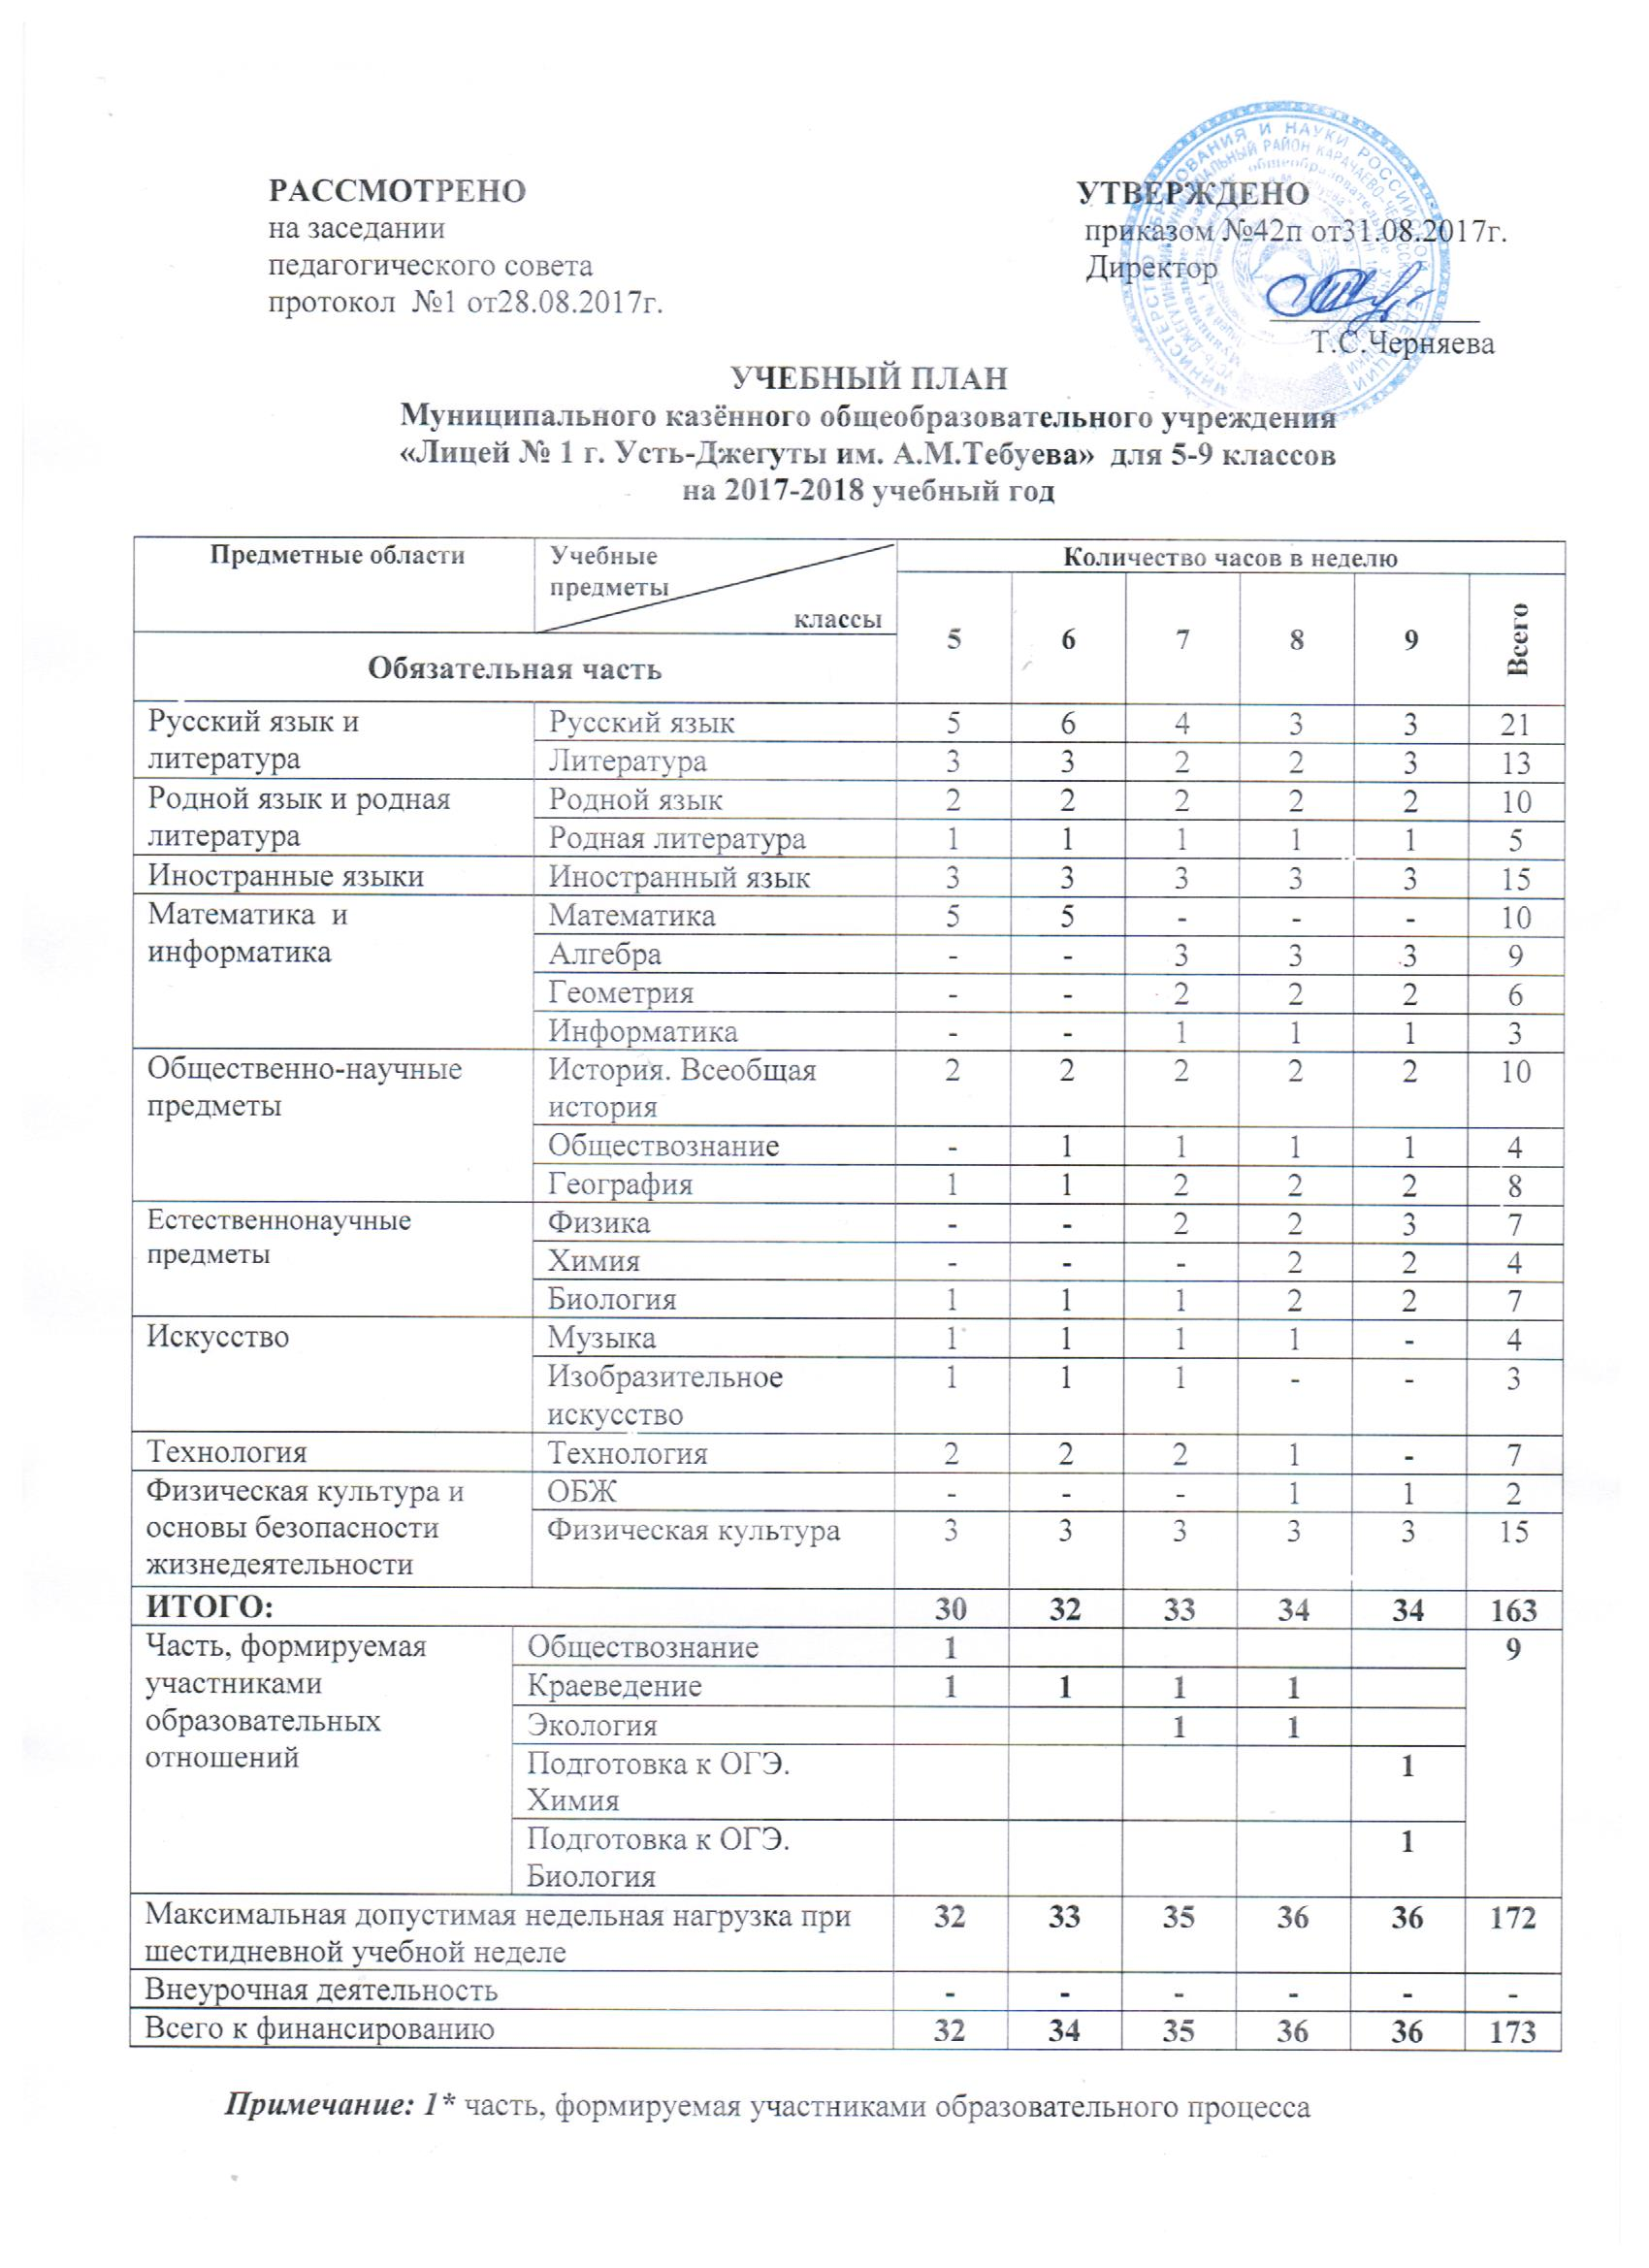 РАССМОТРЕНО
на заседании
педагогического совета
протокол №1 от28.08.2017г.
УТВЕРЖДЕНО
приказом №42п от31.08.2017г.
Директор
Т.С.Черняева
УЧЕБНЫЙ ПЛАН
Муниципального казённого общеобразовательного учреждения
«Лицей № 1 г. Усть-Джегуты им. А.М.Тебуева» для 5-9 классов
на 2017-2018 учебный год
Предметные области
Учебные
предметы
классы
Количество часов в неделю
5 6 7 8 9 Всего
Обязательная часть
Русский язык и
литература
Русский язык 5 6 4 3 3 21
Литература 3 3 2 2 3 13
Родной язык и родная
литература
Родной язык 2 2 2 2 2 10
Родная литература 1 1 1 1 1 5
Иностранные языки Иностранный язык 3 3 3 3 3 15
Математика и
информатика
Математика 5 5 - - - 10
Алгебра - - 3 3 3 9
Геометрия - - 2 2 2 6
Информатика - - 1 1 1 3
Общественно-научные
предметы
История. Всеобщая 2 2 2 2 2 10
история
Обществознание - 1 1 1 1 4
География 1 1 2 2 2 8
Естественнонаучные
предметы
Физика - - 2 2 3 7
Химия - - - 2 2 4
Биология 1 1 1 2 2 7
Искусство
Музыка 1 1 1 1 - 4
Изобразительное 1 1 1 - - 3
искусство
Технология Технология 2 2 2 1 - 7
Физическая культура и
основы безопасности
жизнедеятельности
ОБЖ - - - 1 1 2
Физическая культура 3 3 3 3 3 15
ИТОГО: 30 32 33 34 34 163
Часть, формируемая
участниками
образовательных
отношений
Обществознание 1 9
Краеведение 1 1 1 1
Экология 1 1
Подготовка к ОГЭ. 1
Химия
Подготовка к ОГЭ. 1
Биология
Максимальная допустимая недельная нагрузка при 32 33 35 36 36 172
шестидневной учебной неделе
Внеурочная деятельность - - - - - -
Всего к финансированию 32 34 35 36 36 173
Примечание: 1* часть, формируемая участниками образовательного процесса
МИНИСТЕРСТВО ОБРАЗОВАНИЯ И НАУКИ РОССИЙСКОЙ ФЕДЕРАЦИИ